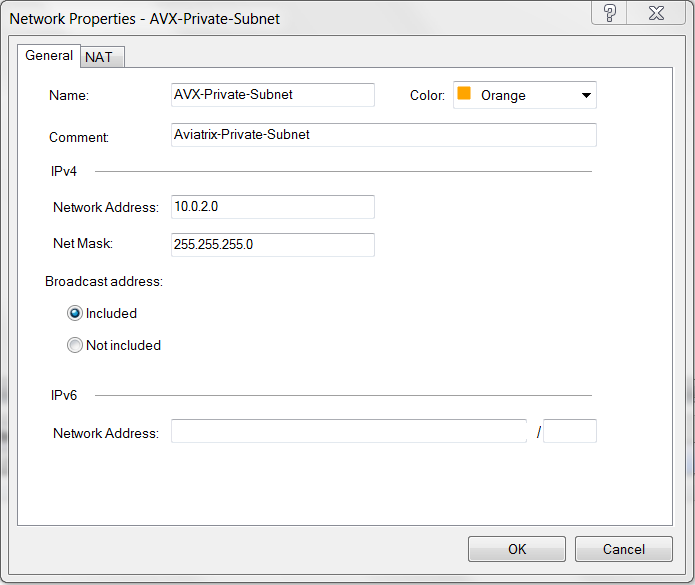 Network Properties - AVX-Private-Subnet
General NAT
Name: AVX-Private-Subnet Color: Orange
Comment: Aviatrix-Private-Subnet
IPv4
Network Address: 10.0.2.0
Net Mask: 255.255.255.0
Broadcast address:
Included
Not included
IPv6
Network Address: /
OK Cancel